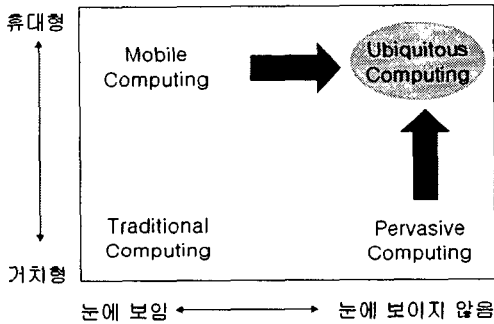 휴대형
Mobile
Computing
Ubiquitous
Computing
Traditional
Computing
Pervasive
Computing
거치형
눈에 보임
눈에 보이지 않음